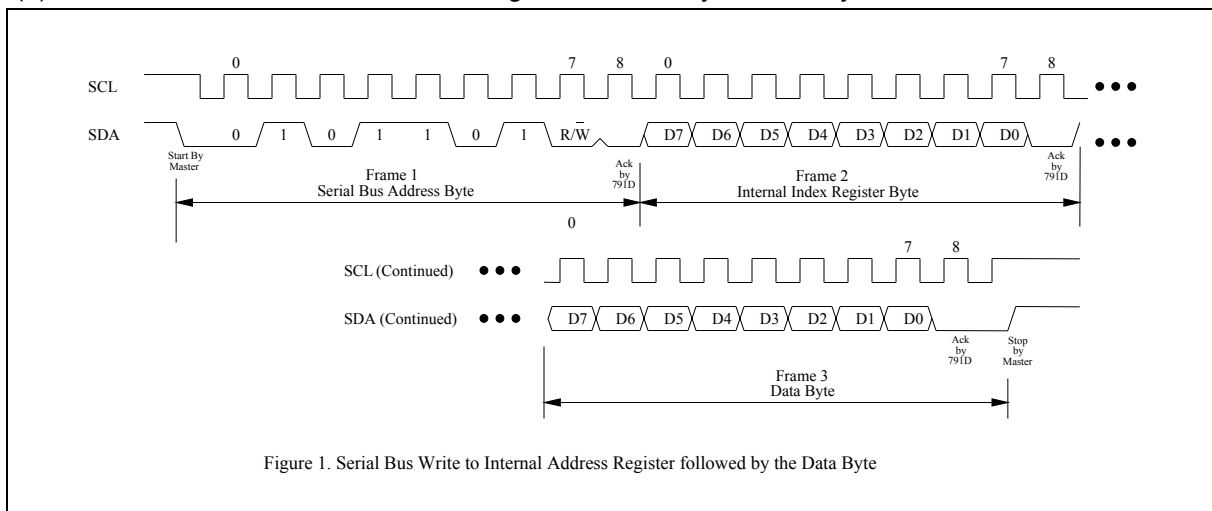 0 7 8 0 7 8
SCL
SDA 0 1 0 1 1 0 1 R/W D7 D6 D5 D4 D3 D2 D1 D0
Start By
Master
Ack
by
791D
Ack
by
791D
Frame 1
Serial Bus Address Byte
Frame 2
Internal Index Register Byte
0
7 8
SCL (Continued)
SDA (Continued) D7 D6 D5 D4 D3 D2 D1 D0
Ack
by
791D
Stop
by
Master
Frame 3
Data Byte
Figure 1. Serial Bus Write to Internal Address Register followed by the Data Byte